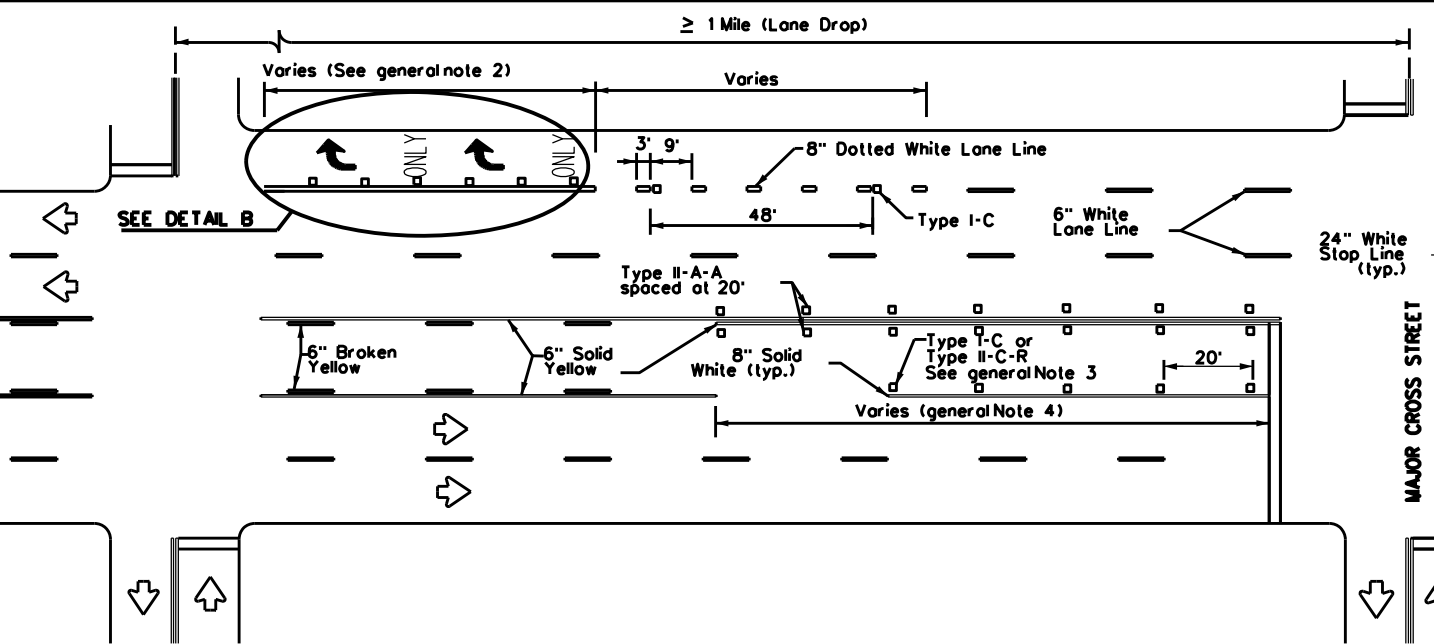 ≥ 1 Mile (Lane Drop)
Varies (See general note 2)
Varies
ONLY
ONLY
3'
9'
8" Dotted White Lane Line
SEE DETAIL B
48'
Type I-C
6" White
Lane Line
24" White
Stop Line
(typ.)
Type II-A-A
spaced at 20'
6" Broken
Yellow
6" Solid
Yellow
8" Solid
White (typ.)
Type I-C or
Type II-C-R
See general Note 3
20'
Varies (general Note 4)
MAJOR CROSS STREET